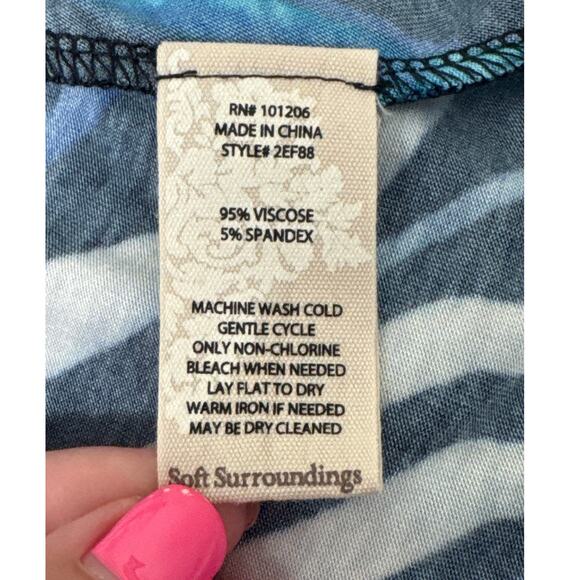 RN# 101206
MADE IN CHINA
STYLE# 2EF88
95% VISCOSE
5% SPANDEX
MACHINE WASH COLD
GENTLE CYCLE
ONLY NON-CHLORINE
BLEACH WHEN NEEDED
LAY FLAT TO DRY
WARM IRON IF NEEDED
MAY BE DRY CLEANED
Soft Surroundings